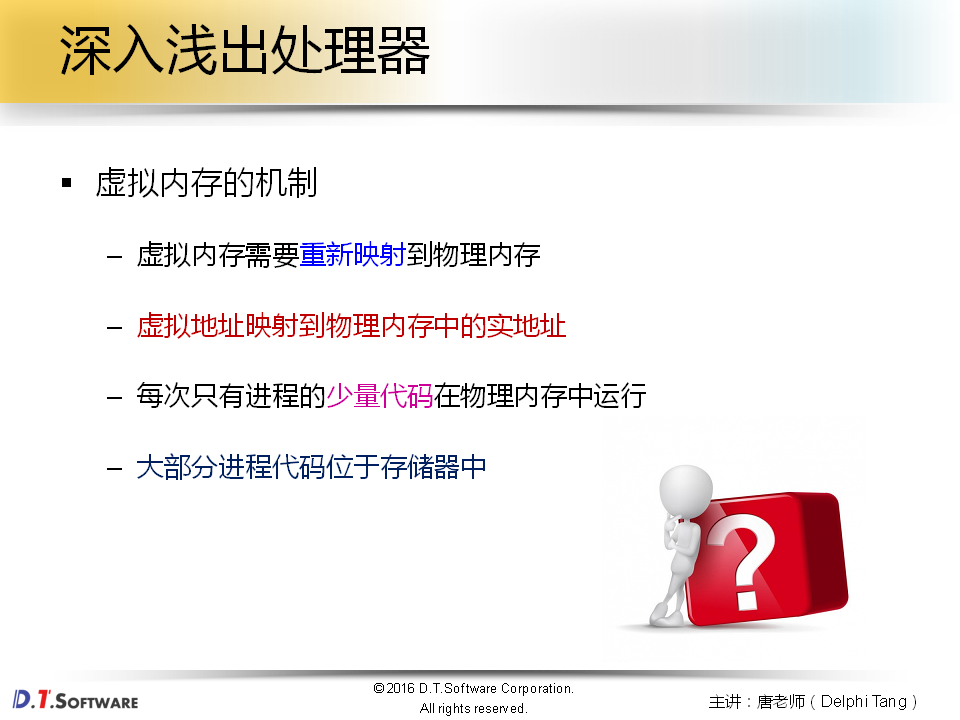 深入浅出处理器
▪ 虚拟内存的机制
– 虚拟内存需要重新映射到物理内存
– 虚拟地址映射到物理内存中的实地址
– 每次只有进程的少量代码在物理内存中运行
– 大部分进程代码位于存储器中
?
D.T.SOFTWARE
©2016 D.T.Software Corporation.
All rights reserved.
主讲：唐老师（Delphi Tang）